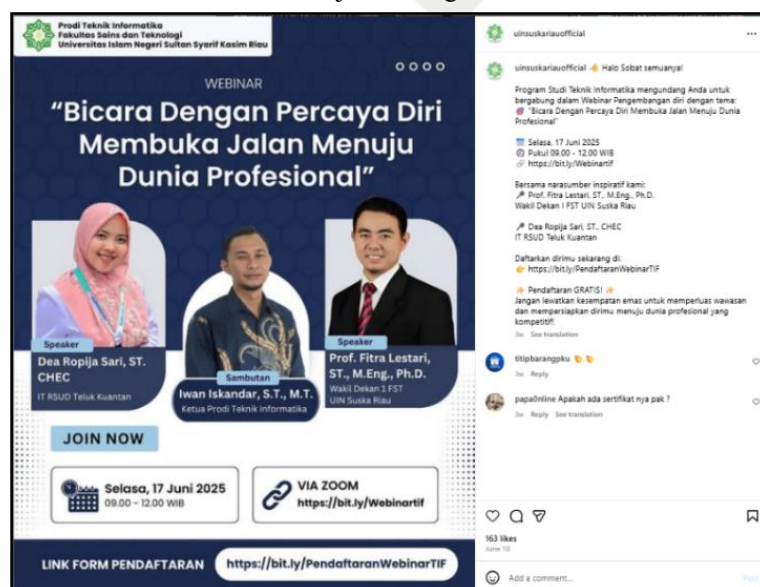 Prodi Teknik Informatika
Fakultas Sains dan Teknologi
Universitas Islam Negeri Sultan Syarif Kasim Riau
WEBINAR
“Bicara Dengan Percaya Diri
Membuka Jalan Menuju
Dunia Profesional”
Speaker
Dea Ropija Sari, ST.
CHEC
IT RSUD Teluk Kuantan
Sambutan
Iwan Iskandar, S.T., M.T.
Ketua Prodi Teknik Informatika
Speaker
Prof. Fitra Lestari,
ST., M.Eng., Ph.D.
Wakil Dekan 1 FST
UIN Suska Riau
JOIN NOW
Selasa, 17 Juni 2025
09.00 - 12.00 WIB
VIA ZOOM
https://bit.ly/Webinartif
LINK FORM PENDAFTARAN
https://bit.ly/PendaftaranWebinarTIF
uinsuskariauofficial
uinsuskariauofficial 👋 Halo Sobat semuanya!
Program Studi Teknik Informatika mengundang Anda untuk
bergabung dalam Webinar Pengembangan diri dengan tema:
🎯 "Bicara Dengan Percaya Diri Membuka Jalan Menuju Dunia
Profesional"
📅 Selasa, 17 Juni 2025
🕘 Pukul 09.00 - 12.00 WIB
🔗 https://bit.ly/Webinartif
Bersama narasumber inspiratif kami:
🎤 Prof. Fitra Lestari, ST., M.Eng., Ph.D.
Wakil Dekan I FST UIN Suska Riau
🎤 Dea Ropija Sari, ST., CHEC
IT RSUD Teluk Kuantan
Daftarkan dirimu sekarang di:
👉 https://bit.ly/PendaftaranWebinarTIF
✨ Pendaftaran GRATIS! ✨
Jangan lewatkan kesempatan emas untuk memperluas wawasan
dan mempersiapkan dirimu menuju dunia profesional yang
kompetitif!
3w See translation
titipbarangpku
3w Reply
papa0nline Apakah ada sertifikat nya pak ?
3w Reply See translation
163 likes
June 10
Add a comment...
Post